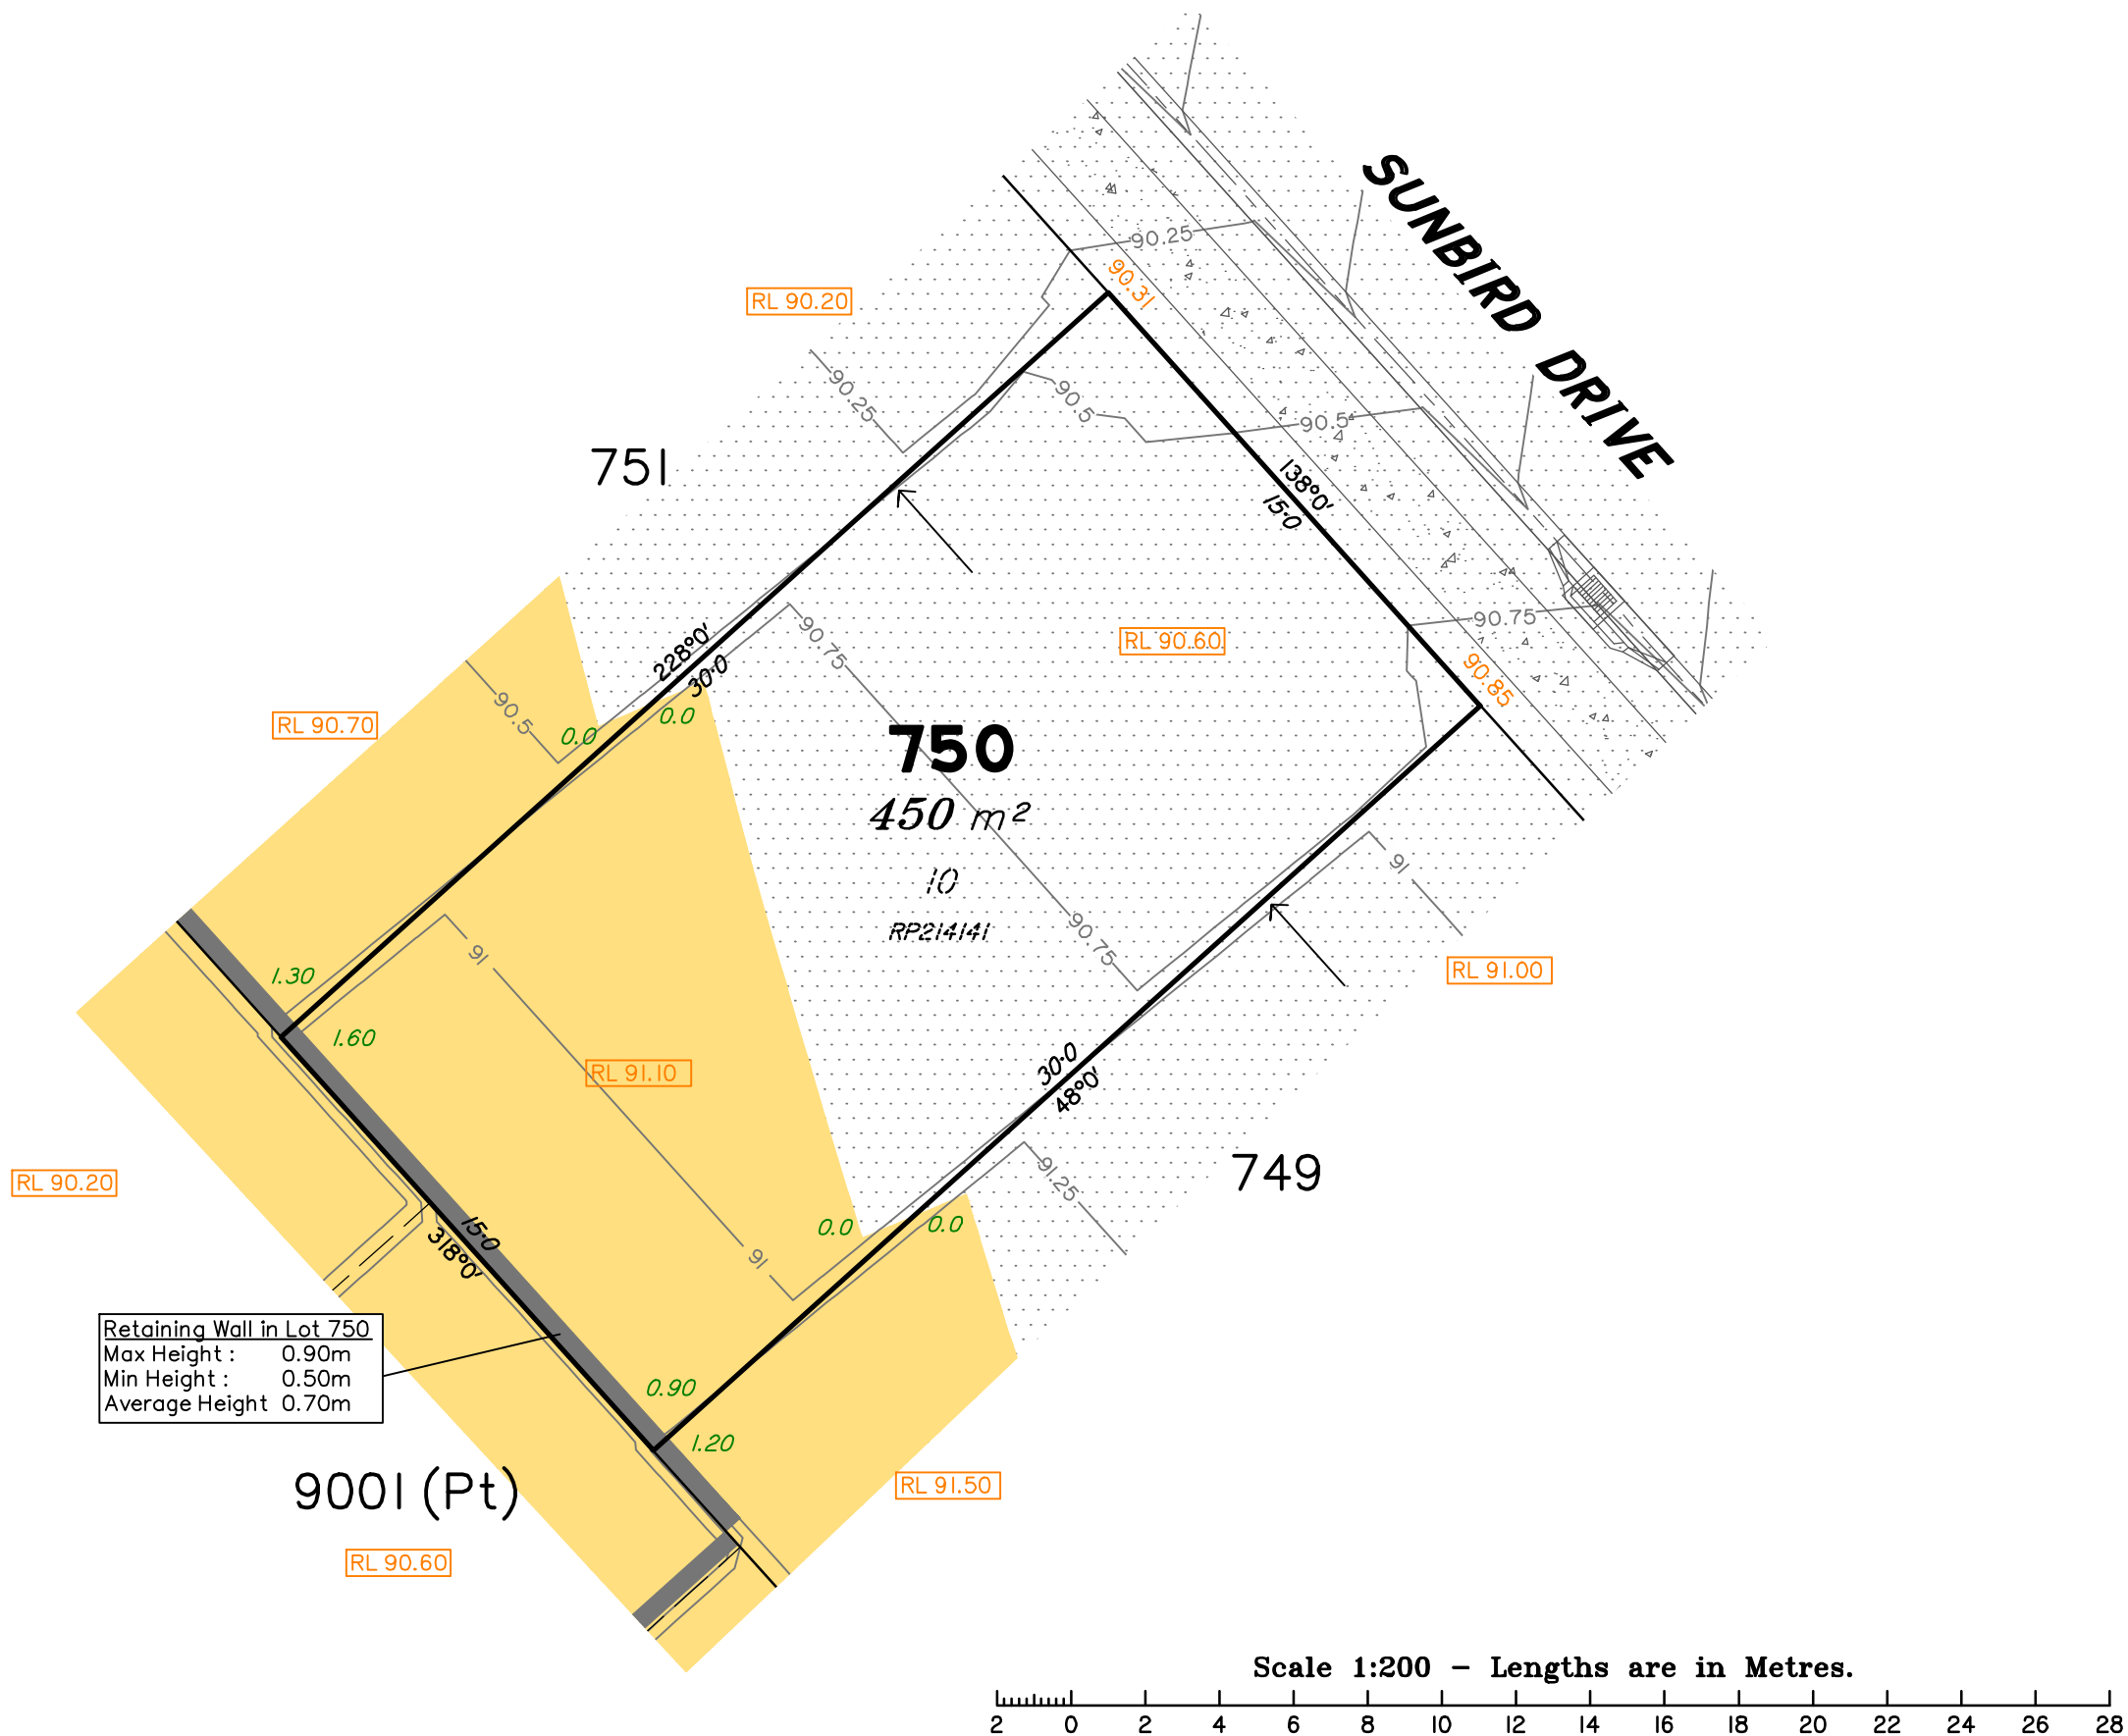 SUNBIRD DRIVE
90.25
90.31
RL 90.20
90.25
90.5
90.5
751
138°0'
15·0
90.75
RL 90.60
90.75
90.85
228°0'
30·0
90.5
RL 90.70
0.0
0.0
750
450 m²
10
RP214141
91
90.75
RL 91.00
91
1.30
1.60
RL 91.10
30·0
48°0'
749
91.25
RL 90.20
15·0
318°0'
0.0
0.0
91
Retaining Wall in Lot 750
Max Height : 0.90m
Min Height : 0.50m
Average Height 0.70m
0.90
1.20
9001 (Pt)
RL 91.50
RL 90.60
Scale 1:200 - Lengths are in Metres.
2 0 2 4 6 8 10 12 14 16 18 20 22 24 26 28